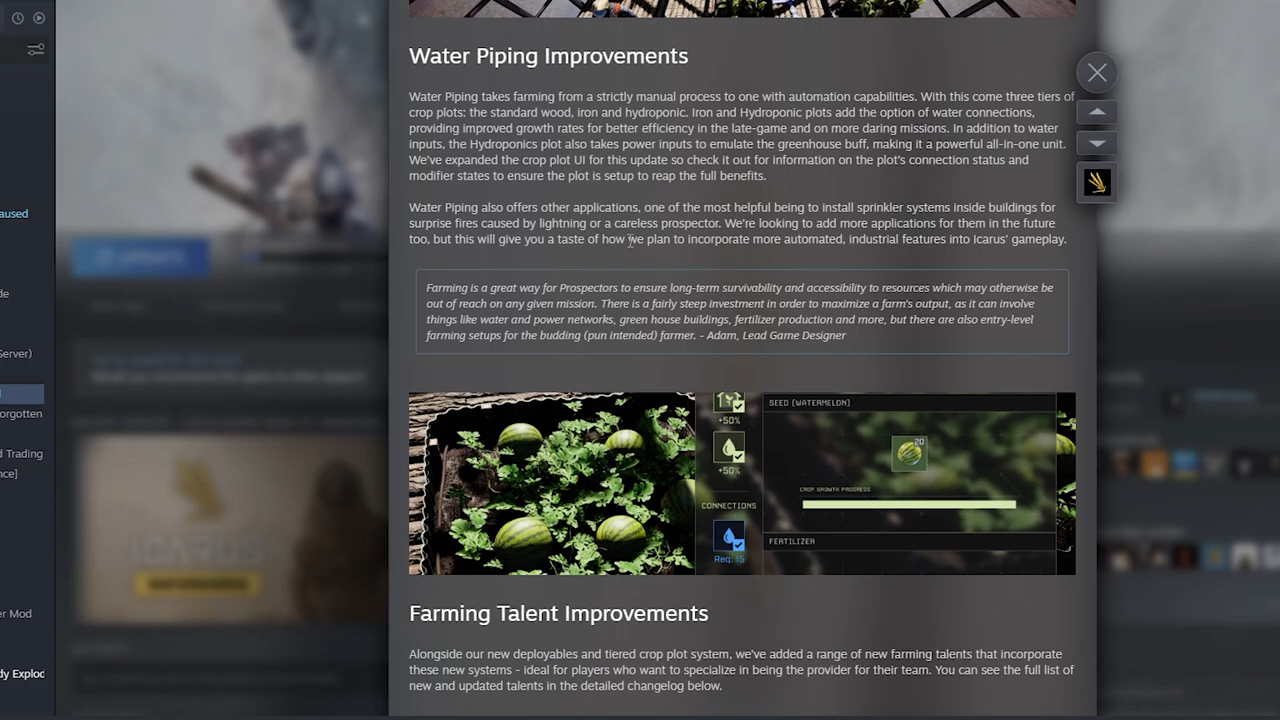 Water Piping Improvements
Water Piping takes farming from a strictly manual process to one with automation capabilities. With this come three tiers of
crop plots: the standard wood, iron and hydroponic. Iron and Hydroponic plots add the option of water connections,
providing improved growth rates for better efficiency in the late-game and on more daring missions. In addition to water
inputs, the Hydroponics plot also takes power inputs to emulate the greenhouse buff, making it a powerful all-in-one unit.
We've expanded the crop plot UI for this update so check it out for information on the plot's connection status and
modifier states to ensure the plot is setup to reap the full benefits.
Water Piping also offers other applications, one of the most helpful being to install sprinkler systems inside buildings for
surprise fires caused by lightning or a careless prospector. We're looking to add more applications for them in the future
too, but this will give you a taste of how we plan to incorporate more automated, industrial features into Icarus' gameplay.
Farming is a great way for Prospectors to ensure long-term survivability and accessibility to resources which may otherwise be
out of reach on any given mission. There is a fairly steep investment in order to maximize a farm's output, as it can involve
things like water and power networks, green house buildings, fertilizer production and more, but there are also entry-level
farming setups for the budding (pun intended) farmer. - Adam, Lead Game Designer
+50%
+50%
CONNECTIONS
Req. 15
SEED (WATERMELON)
20
CROP GROWTH PROGRESS
FERTILIZER
Farming Talent Improvements
Alongside our new deployables and tiered crop plot system, we've added a range of new farming talents that incorporate
these new systems - ideal for players who want to specialize in being the provider for their team. You can see the full list of
new and updated talents in the detailed changelog below.
aused
de
Server)
orgotten
d Trading
nce]
er Mod
dy Explod
ICARUS